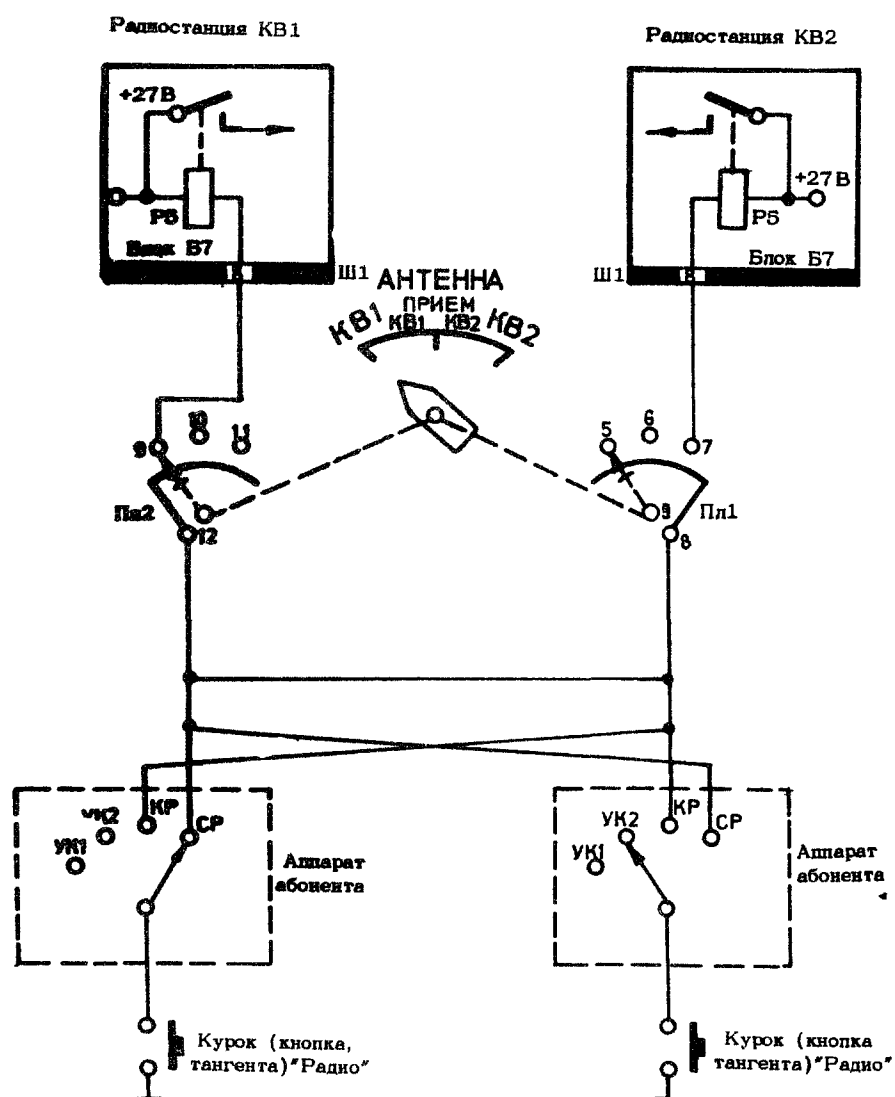 Радиостанция КВ1
Радиостанция КВ2
+27В
Р5
Блок В7
Ш1
+27В
Р5
Блок Б7
Ш1
В
АНТЕННА
ПРИЕМ
КВ1 КВ1 КВ2 КВ2
9 10 11
Пл2
12
5 6 7
9
Пл1
8
УК1 УК2 КР СР
Аппарат
абонента
УК1 УК2 КР СР
Аппарат
абонента
Курок (кнопка,
тангента)"Радио"
Курок (кнопка
тангента)"Радио"